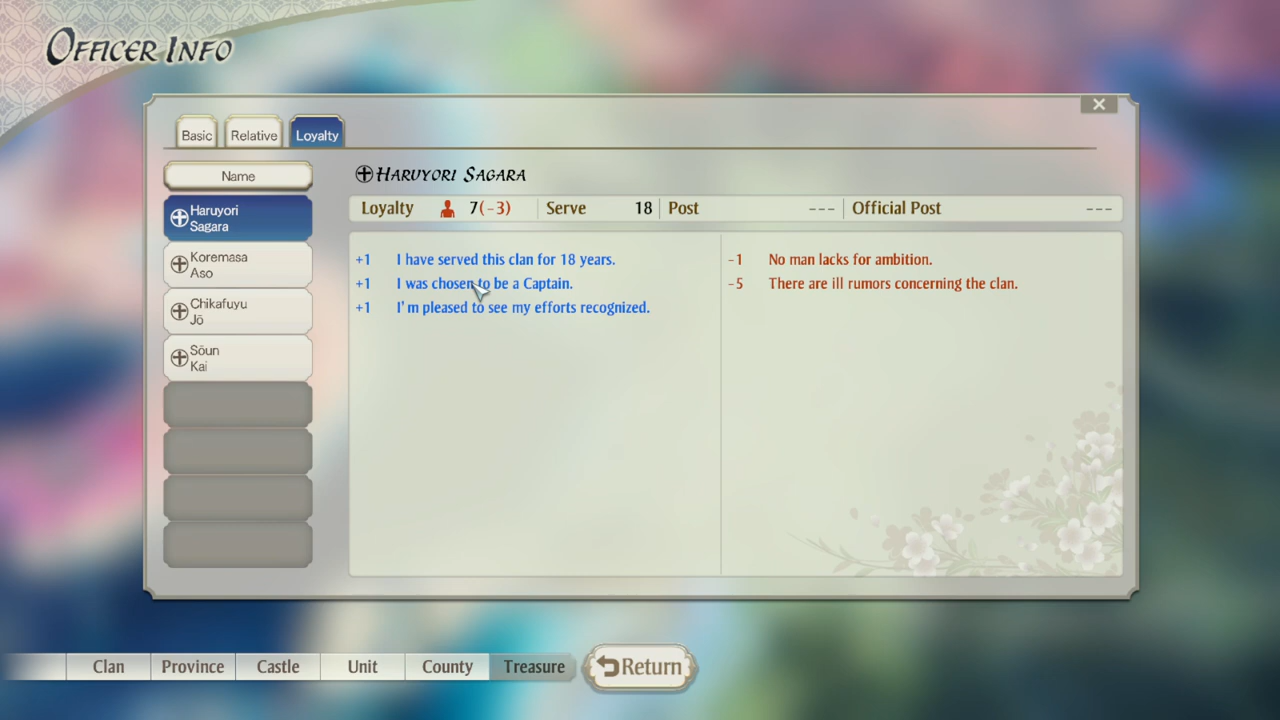 OFFICER INFO
Basic
Relative
Loyalty
Name
Haruyori
Sagara
Koremasa
Aso
Chikafuyu
Jō
Sōun
Kai
HARUYORI SAGARA
Loyalty 7(-3) Serve 18 Post --- Official Post ---
+1 I have served this clan for 18 years.
+1 I was chosen to be a Captain.
+1 I'm pleased to see my efforts recognized.
-1 No man lacks for ambition.
-5 There are ill rumors concerning the clan.
Clan
Province
Castle
Unit
County
Treasure
Return